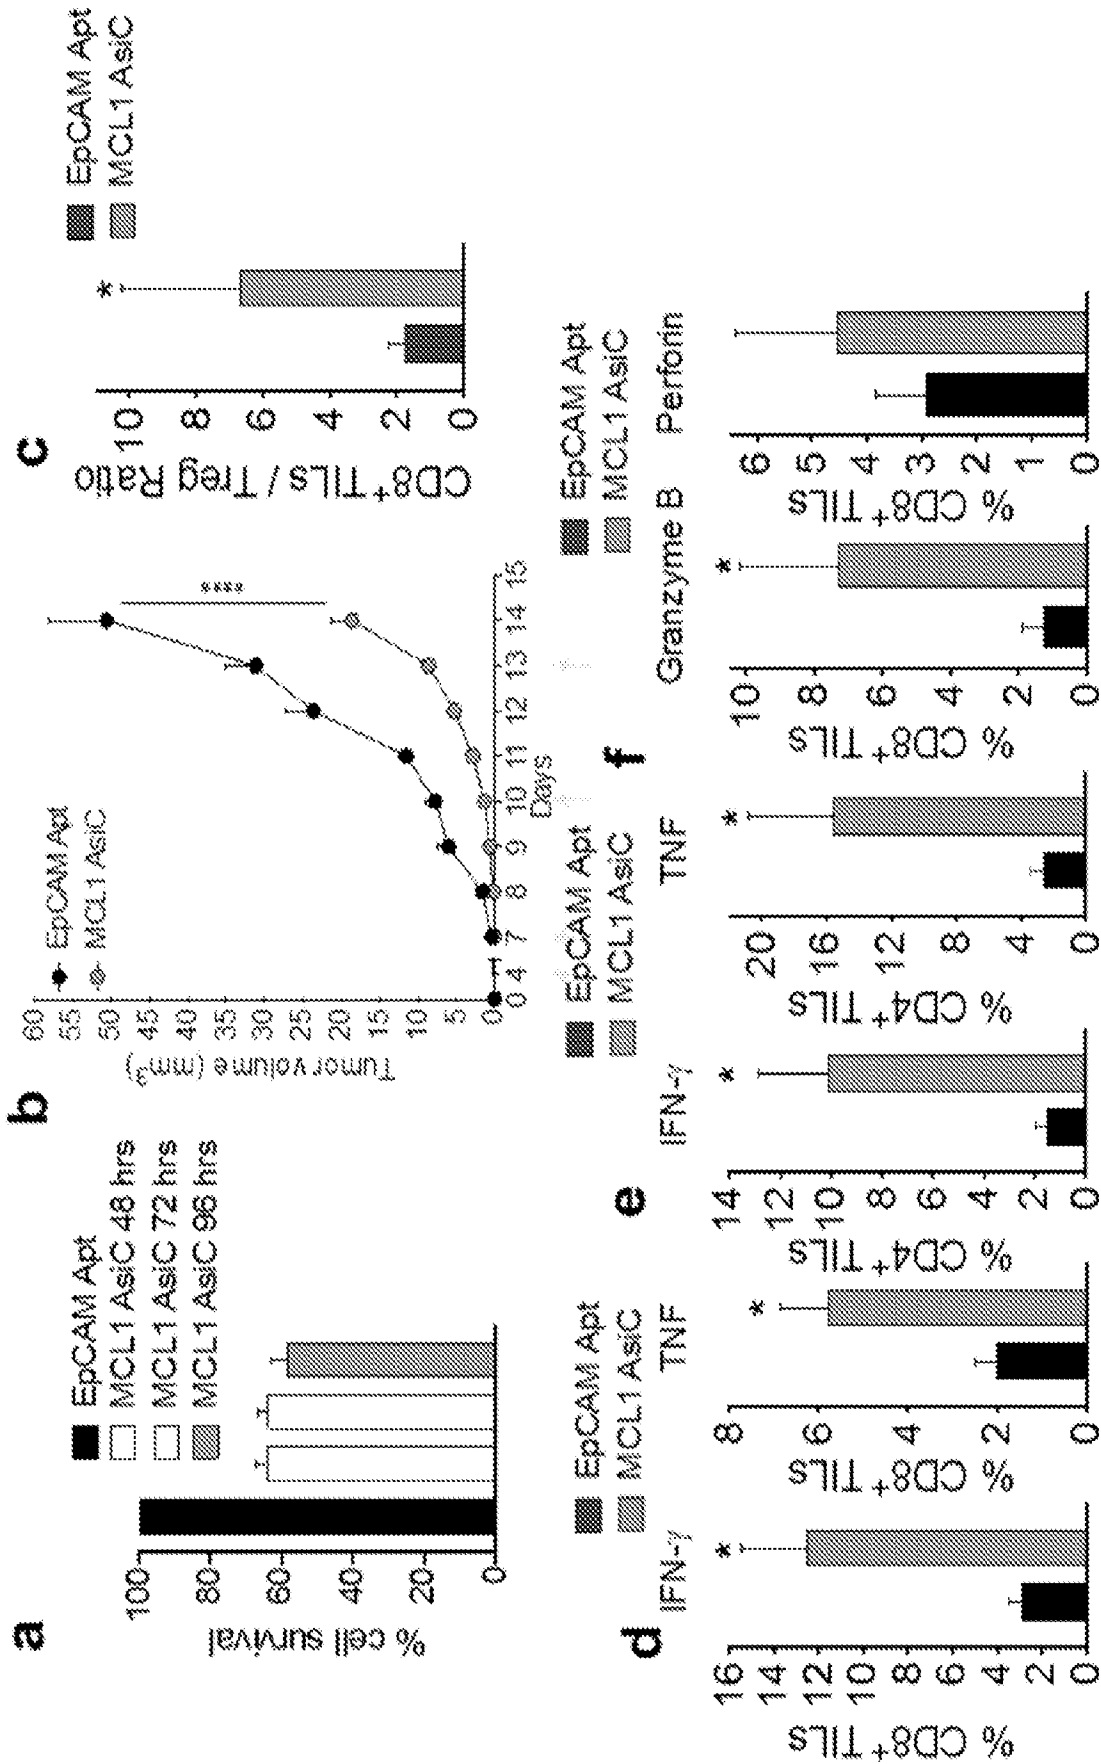 a
EpCAM Apt
MCL1 AsiC 48 hrs
MCL1 AsiC 72 hrs
MCL1 AsiC 96 hrs
% cell survival
100
80
60
40
20
0
b
EpCAM Apt
MCL1 AsiC
Tumor volume (mm³)
60
55
50
45
40
35
30
25
20
15
10
5
0
****
0 4 7 8 9 10 11 12 13 14 15
Days
c
EpCAM Apt
MCL1 AsiC
CD8⁺TILs / Treg Ratio
10
8
6
4
2
0
*
d
EpCAM Apt
MCL1 AsiC
IFN-γ
% CD8⁺ TILs
16
14
12
10
8
6
4
2
0
*
TNF
% CD8⁺ TILs
8
6
4
2
0
*
e
EpCAM Apt
MCL1 AsiC
IFN-γ
% CD4⁺ TILs
14
12
10
8
6
4
2
0
*
TNF
% CD4⁺ TILs
20
16
12
8
4
0
*
f
EpCAM Apt
MCL1 AsiC
Granzyme B
% CD8⁺ TILs
10
8
6
4
2
0
*
Perforin
% CD8⁺ TILs
6
5
4
3
2
1
0